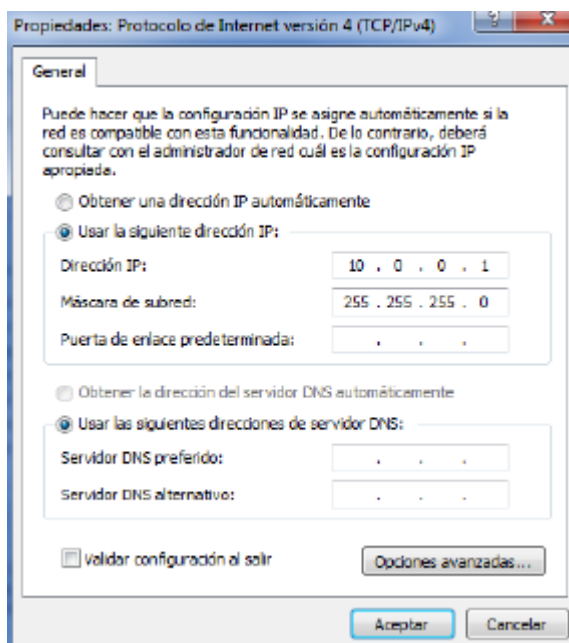 Propiedades: Protocolo de Internet versión 4 (TCP/IPv4)
General
Puede hacer que la configuración IP se asigne automáticamente si la
red es compatible con esta funcionalidad. De lo contrario, deberá
consultar con el administrador de red cuál es la configuración IP
apropiada.
Obtener una dirección IP automáticamente
Usar la siguiente dirección IP:
Dirección IP: 10 . 0 . 0 . 1
Máscara de subred: 255 . 255 . 255 . 0
Puerta de enlace predeterminada: . . .
Obtener la dirección del servidor DNS automáticamente
Usar las siguientes direcciones de servidor DNS:
Servidor DNS preferido: . . .
Servidor DNS alternativo: . . .
Validar configuración al salir
Opciones avanzadas...
Aceptar Cancelar